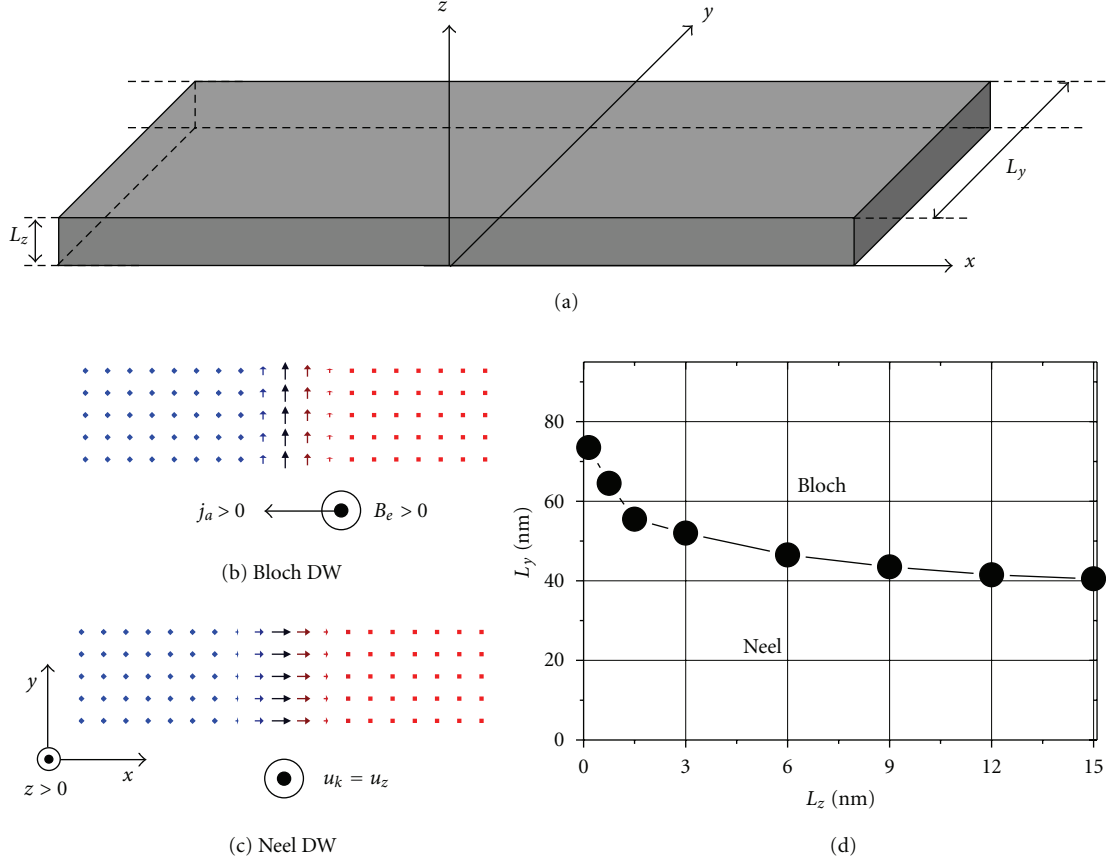 z
y
L_y
L_z
x
(a)
j_a > 0
B_e > 0
(b) Bloch DW
y
x
z > 0
u_k = u_z
(c) Neel DW
L_y (nm)
80
60
40
20
0
Bloch
Neel
0 3 6 9 12 15
L_z (nm)
(d)